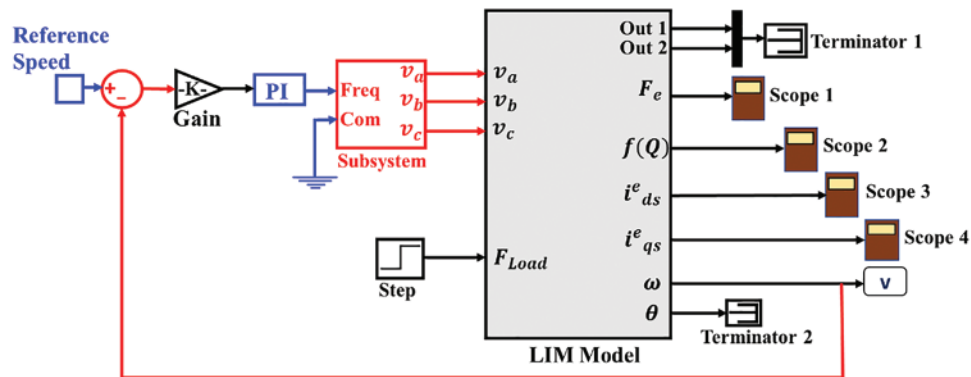 Reference
Speed
+
−
-K-
Gain
PI
Freq
Com
v_a
v_b
v_c
Subsystem
v_a
v_b
v_c
F_Load
Step
LIM Model
Out 1
Out 2
F_e
f(Q)
i^e_ds
i^e_qs
ω
θ
Terminator 1
Scope 1
Scope 2
Scope 3
Scope 4
v
Terminator 2